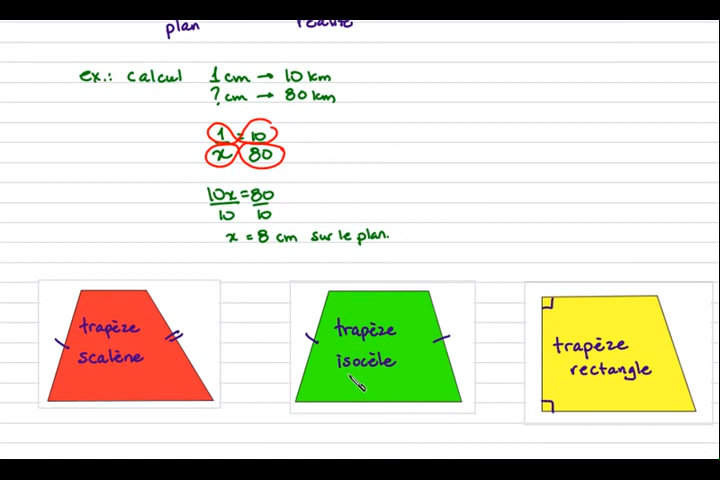 plan réalité
ex.: calcul 1 cm → 10 km
? cm → 80 km
1 = 10
x 80
10x = 80
10 10
x = 8 cm sur le plan.
trapèze
scalène
trapèze
isocèle
trapèze
rectangle